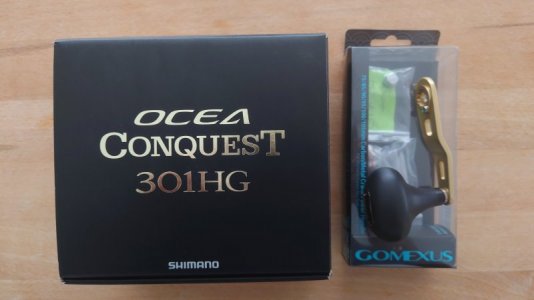 OCEA
CONQUEST
301HG
SHIMANO
GOMEXUS